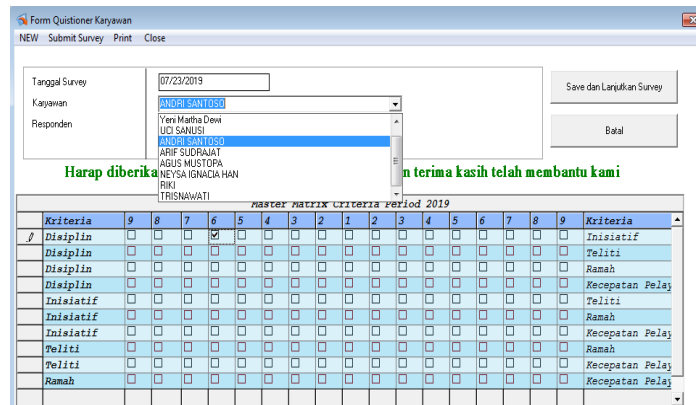 Form Quistioner Karyawan
NEW Submit Survey Print Close
Tanggal Survey 07/23/2019
Save dan Lanjutkan Survey
Karyawan ANDRI SANTOSO
Responden
Yeni Martha Dewi
UCI SANUSI
ANDRI SANTOSO
ARIF SUDRAJAT
AGUS MUSTOPA
NEYSA IGNACIA HAN
RIKI
TRISNAWATI
Batal
Harap diberika n terima kasih telah membantu kami
Master Matrix Criteria Period 2019
Kriteria 9 8 7 6 5 4 3 2 1 2 3 4 5 6 7 8 9 Kriteria
Disiplin Inisiatif
Disiplin Teliti
Disiplin Ramah
Disiplin Kecepatan Pelay
Inisiatif Teliti
Inisiatif Ramah
Inisiatif Kecepatan Pelay
Teliti Ramah
Teliti Kecepatan Pelay
Ramah Kecepatan Pelay